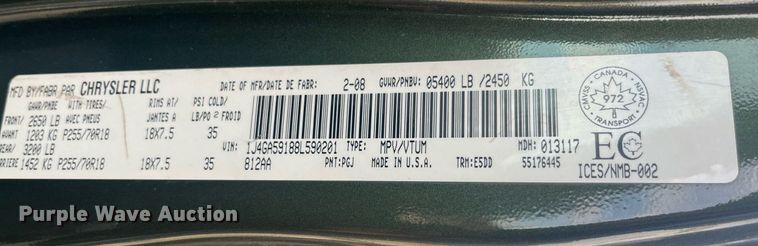 MFD BY/FABR PAR CHRYSLER LLC DATE OF MFR/DATE DE FABR: 2-08 GVWR/PNBV: 05400 LB /2450 KG
GAWR/PNBE WITH TIRES/ RIMS AT/ PSI COLD/
FRONT/ 2650 LB AVEC PNEUS JANTES A LB/PO2 FROID
AVANT 1203 KG P255/70R18 18X7.5 35
REAR/ 3200 LB
ARRIERE 1452 KG P255/70R18 18X7.5 35
VIN: 1J4GA59188L590201 TYPE: MPV/VTUM MDH: 013117
812AA PNT: PGJ MADE IN U.S.A. TRM: E5DD 55176445
CMVSS CANADA NSVAC
972
TRANSPORT
EC
ICES/NMB-002
Purple Wave Auction